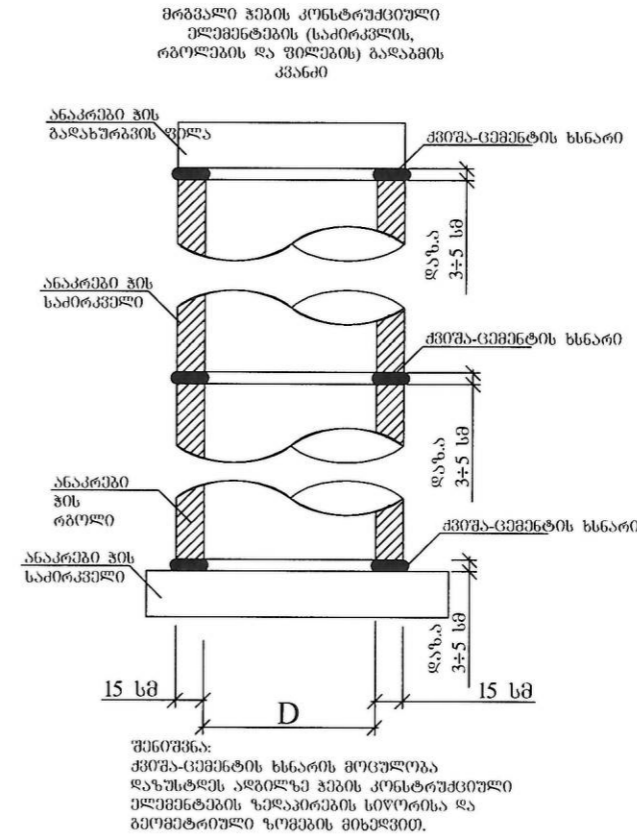 მრგვალი ჭების კონსტრუქციული
ელემენტების (საძირკვლის,
რგოლების და ფილების) გადაბმის
კვანძი
ანაკრები ჭის
გადახურვის ფილა
ქვიშა-ცემენტის ხსნარი
დაზ.ა
3÷5 სმ
ანაკრები ჭის
საძირკველი
ქვიშა-ცემენტის ხსნარი
დაზ.ა
3÷5 სმ
ანაკრები
ჭის
რგოლი
ქვიშა-ცემენტის ხსნარი
ანაკრები ჭის
საძირკველი
დაზ.ა
3÷5 სმ
15 სმ
D
15 სმ
შენიშვნა:
ქვიშა-ცემენტის ხსნარის მოცულობა
დაზუსტდეს ადგილზე ჭების კონსტრუქციული
ელემენტების ზედაპირების სიწორისა და
გეომეტრიული ზომების მიხედვით.